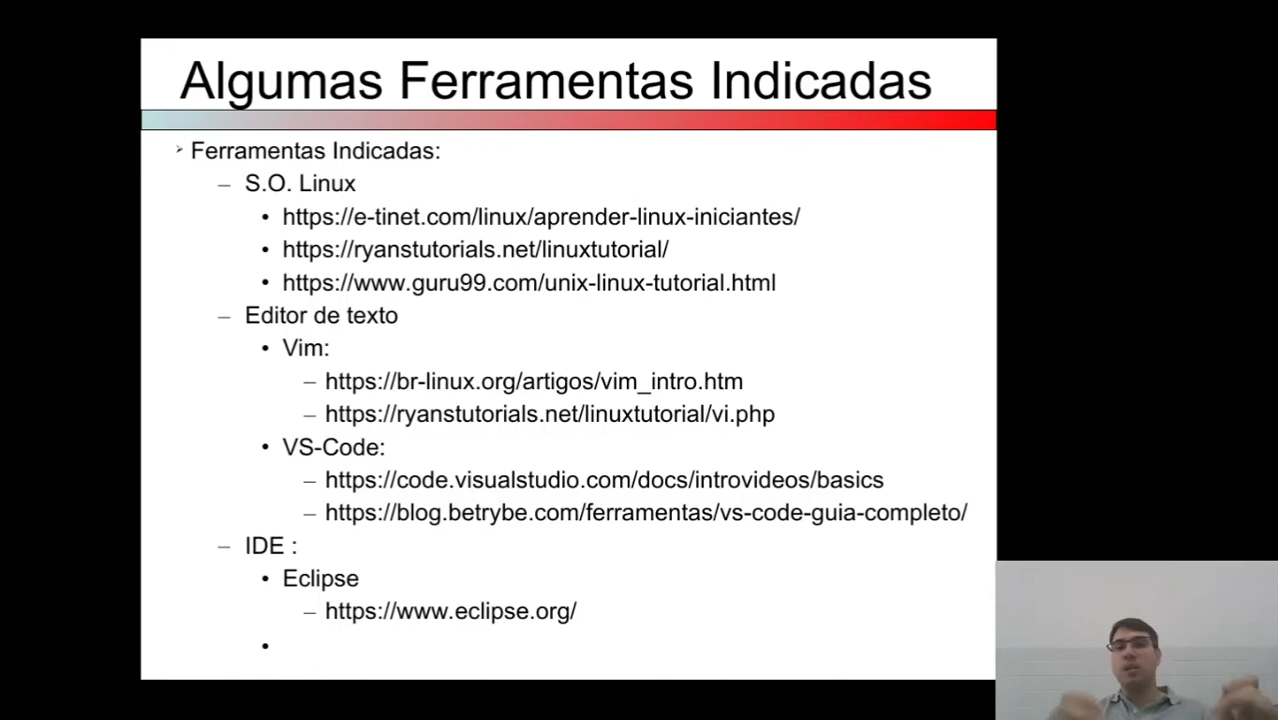 Algumas Ferramentas Indicadas
➢ Ferramentas Indicadas:
– S.O. Linux
• https://e-tinet.com/linux/aprender-linux-iniciantes/
• https://ryanstutorials.net/linuxtutorial/
• https://www.guru99.com/unix-linux-tutorial.html
– Editor de texto
• Vim:
– https://br-linux.org/artigos/vim_intro.htm
– https://ryanstutorials.net/linuxtutorial/vi.php
• VS-Code:
– https://code.visualstudio.com/docs/introvideos/basics
– https://blog.betrybe.com/ferramentas/vs-code-guia-completo/
– IDE :
• Eclipse
– https://www.eclipse.org/
•